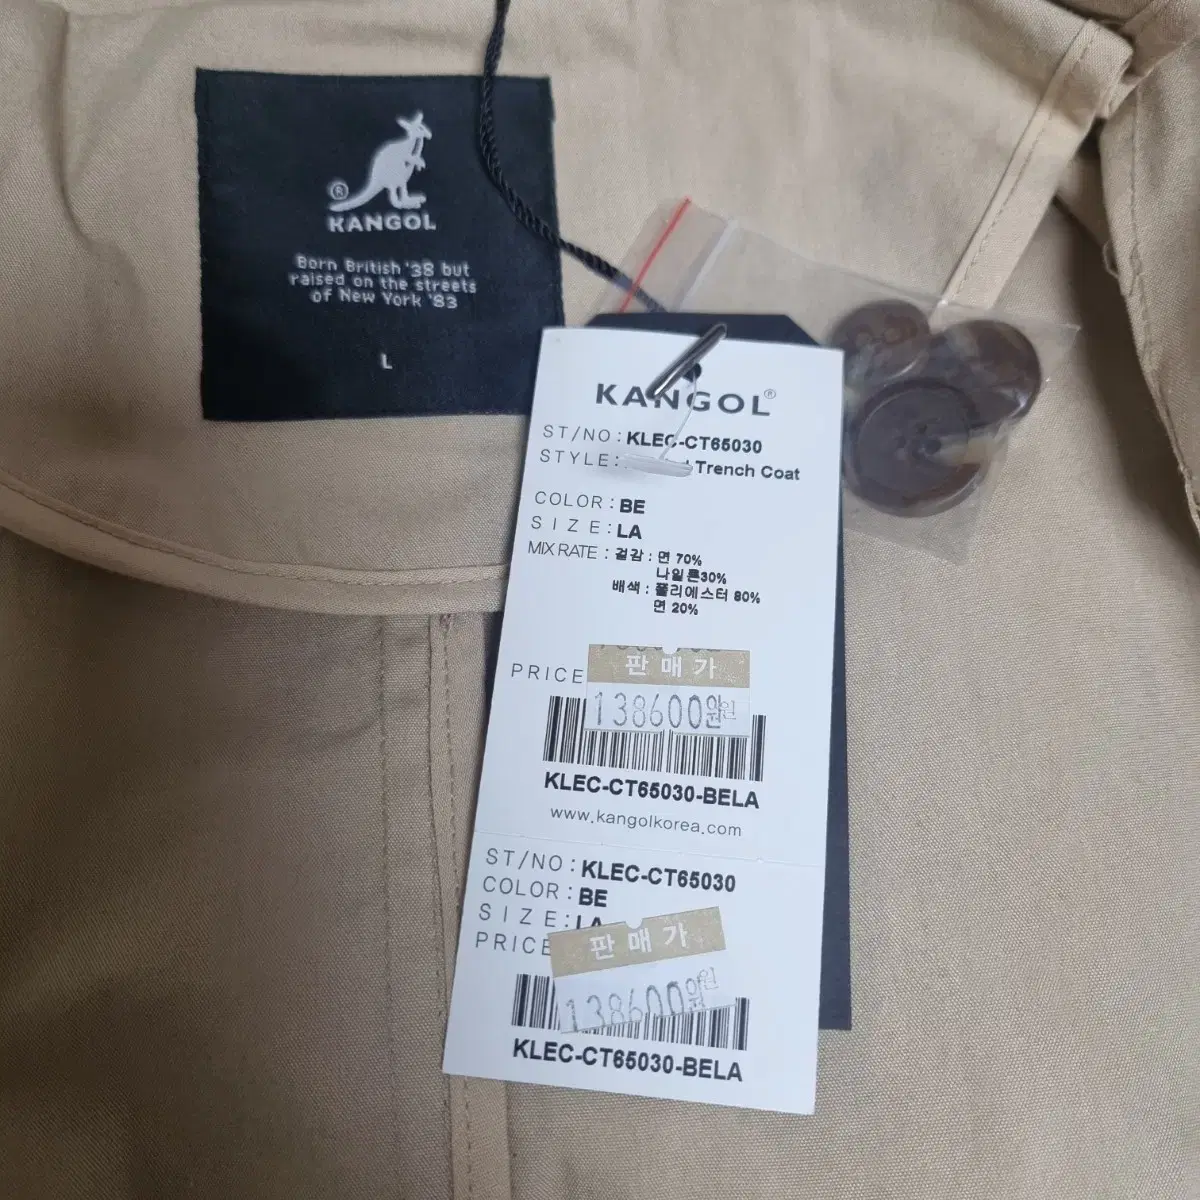 ®
KANGOL
Born British '38 but
raised on the streets
of New York '83
L
KANGOL®
ST/NO : KLEC-CT65030
STYLE: Trench Coat
COLOR : BE
SIZE : LA
MIX RATE : 겉감 : 면 70%
나일론30%
배색 : 폴리에스터 80%
면 20%
PRICE
판매가
138600원
KLEC-CT65030-BELA
www.kangolkorea.com
ST/NO : KLEC-CT65030
COLOR : BE
SIZE : LA
PRICE
판매가
138600원
KLEC-CT65030-BELA